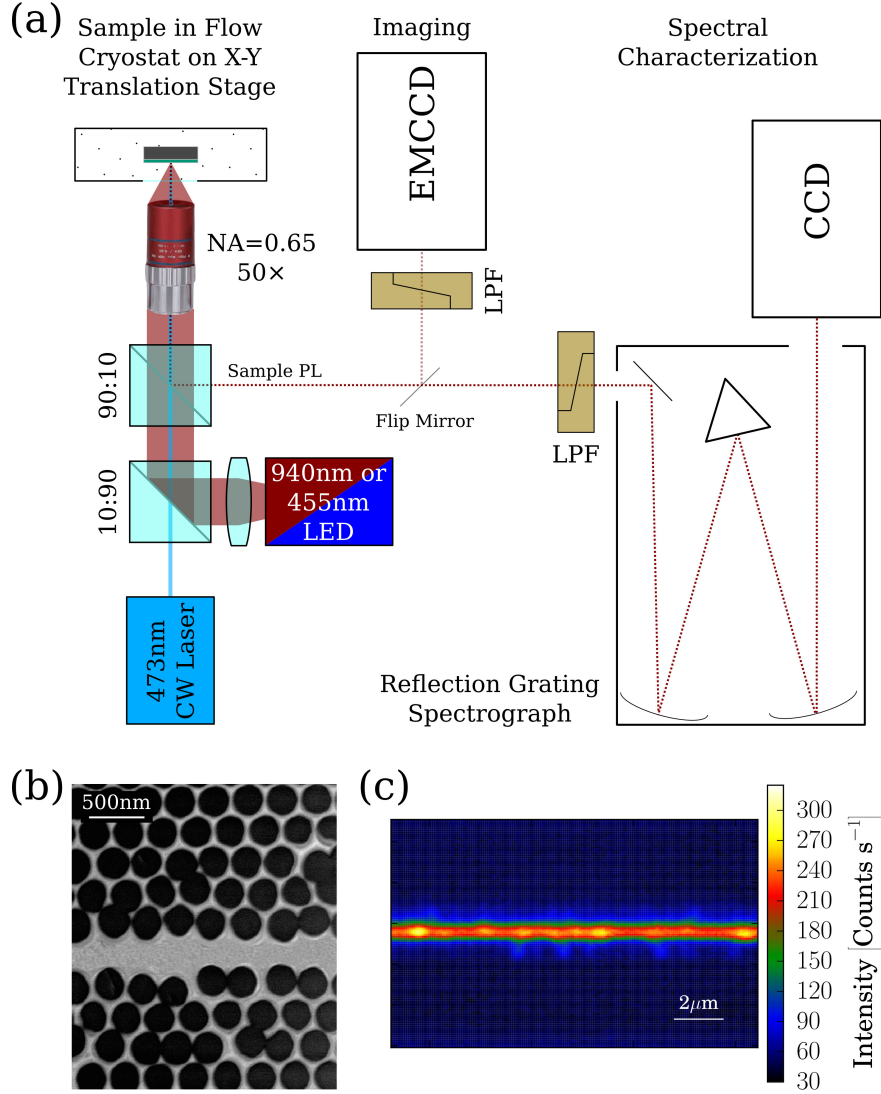 (a)
Sample in Flow
Cryostat on X-Y
Translation Stage
Imaging
Spectral
Characterization
EMCCD
CCD
NA=0.65
50×
LPF
90:10
Sample PL
Flip Mirror
LPF
10:90
940nm or
455nm
LED
473nm
CW Laser
Reflection Grating
Spectrograph
(b)
500nm
(c)
2μm
300
270
240
210
180
150
120
90
60
30
Intensity [Counts s⁻¹]